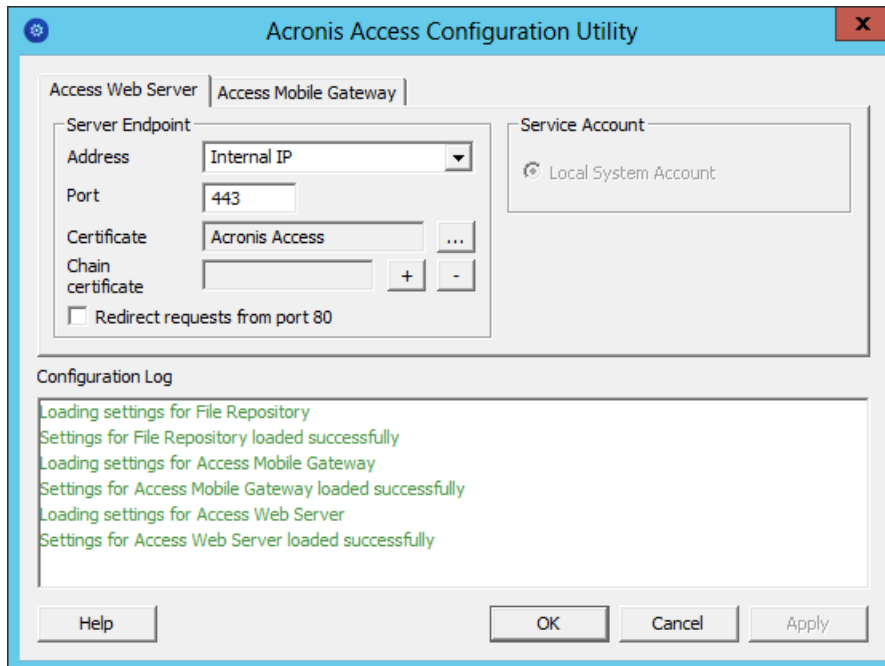 Acronis Access Configuration Utility
x
Access Web Server
Access Mobile Gateway
Server Endpoint
Address
Internal IP
Port
443
Certificate
Acronis Access
...
Chain
certificate
+
-
Redirect requests from port 80
Service Account
Local System Account
Configuration Log
Loading settings for File Repository
Settings for File Repository loaded successfully
Loading settings for Access Mobile Gateway
Settings for Access Mobile Gateway loaded successfully
Loading settings for Access Web Server
Settings for Access Web Server loaded successfully
Help
OK
Cancel
Apply